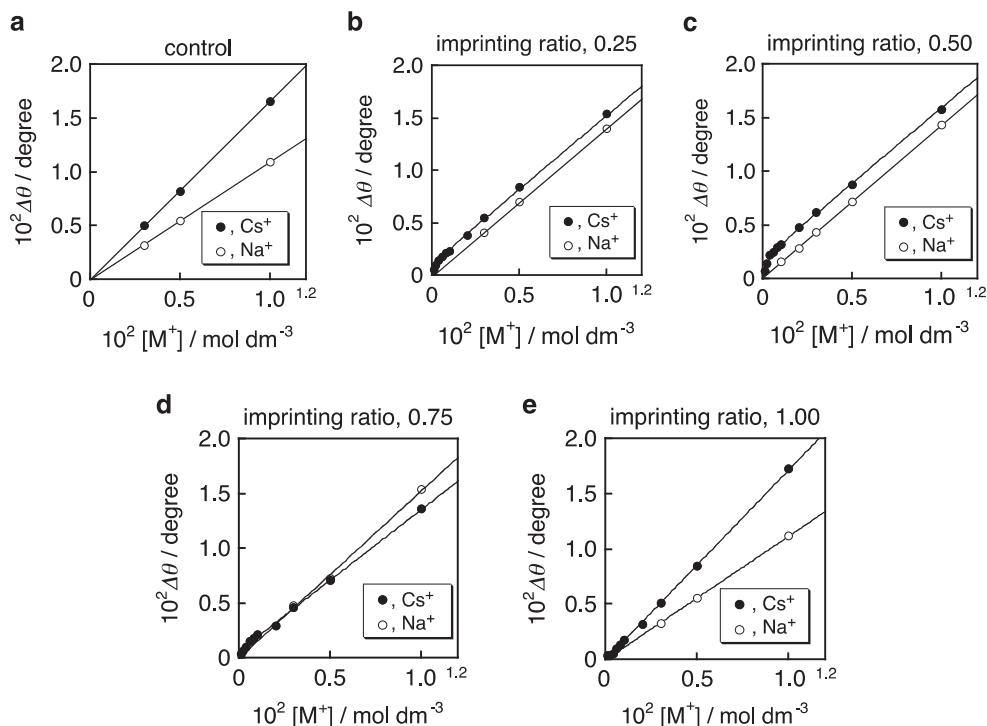 a
control
2.0
1.5
1.0
0.5
0
0
0.5
1.0
1.2
10² Δθ / degree
10² [M⁺] / mol dm⁻³
● , Cs⁺
○ , Na⁺
b
imprinting ratio, 0.25
2.0
1.5
1.0
0.5
0
0
0.5
1.0
1.2
10² Δθ / degree
10² [M⁺] / mol dm⁻³
● , Cs⁺
○ , Na⁺
c
imprinting ratio, 0.50
2.0
1.5
1.0
0.5
0
0
0.5
1.0
1.2
10² Δθ / degree
10² [M⁺] / mol dm⁻³
● , Cs⁺
○ , Na⁺
d
imprinting ratio, 0.75
2.0
1.5
1.0
0.5
0
0
0.5
1.0
1.2
10² Δθ / degree
10² [M⁺] / mol dm⁻³
● , Cs⁺
○ , Na⁺
e
imprinting ratio, 1.00
2.0
1.5
1.0
0.5
0
0
0.5
1.0
1.2
10² Δθ / degree
10² [M⁺] / mol dm⁻³
● , Cs⁺
○ , Na⁺